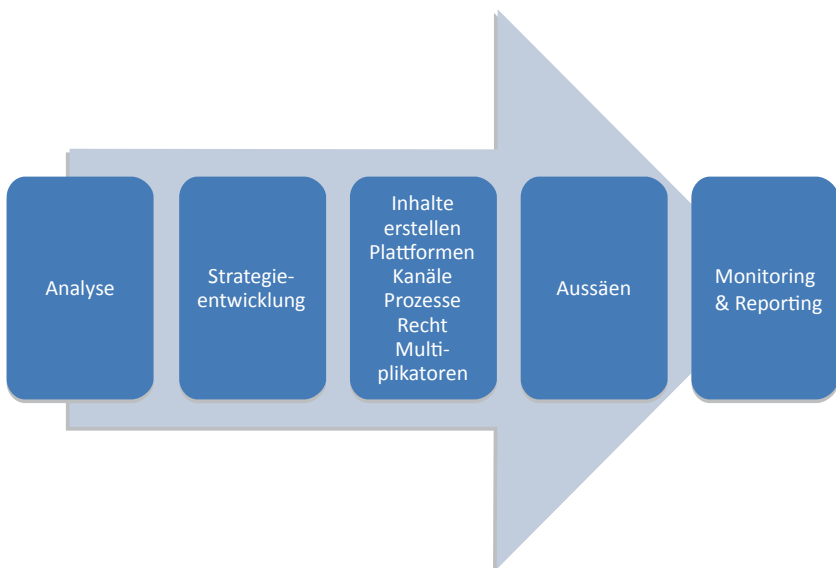 Analyse
Strategie-
entwicklung
Inhalte
erstellen
Plattformen
Kanäle
Prozesse
Recht
Multi-
plikatoren
Aussäen
Monitoring
& Reporting